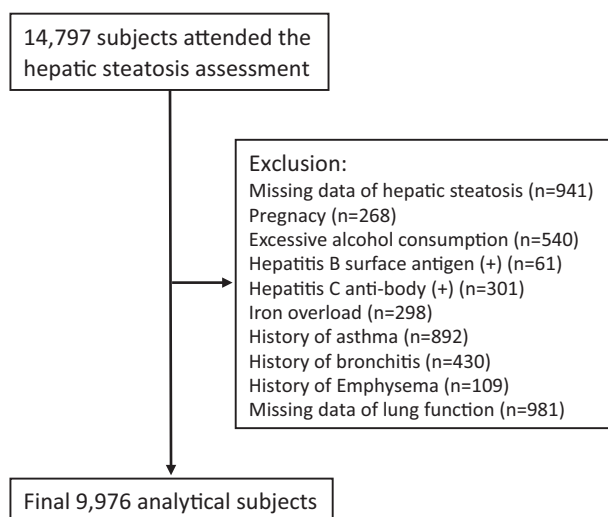 14,797 subjects attended the
hepatic steatosis assessment
Exclusion:
Missing data of hepatic steatosis (n=941)
Pregnacy (n=268)
Excessive alcohol consumption (n=540)
Hepatitis B surface antigen (+) (n=61)
Hepatitis C anti-body (+) (n=301)
Iron overload (n=298)
History of asthma (n=892)
History of bronchitis (n=430)
History of Emphysema (n=109)
Missing data of lung function (n=981)
Final 9,976 analytical subjects